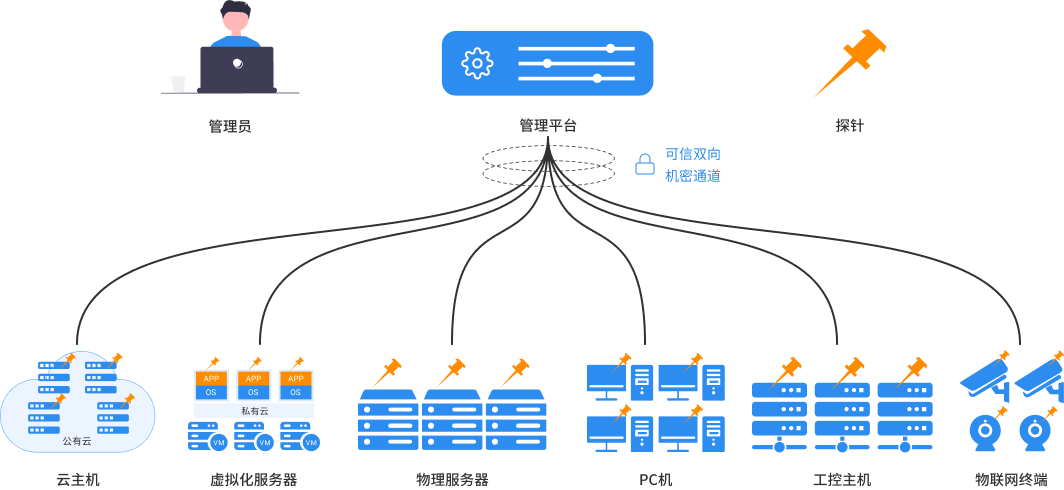 管理员
管理平台
探针
可信双向
机密通道
APP
APP
APP
OS
OS
OS
私有云
公有云
VM
VM
VM
云主机
虚拟化服务器
物理服务器
PC机
工控主机
物联网终端